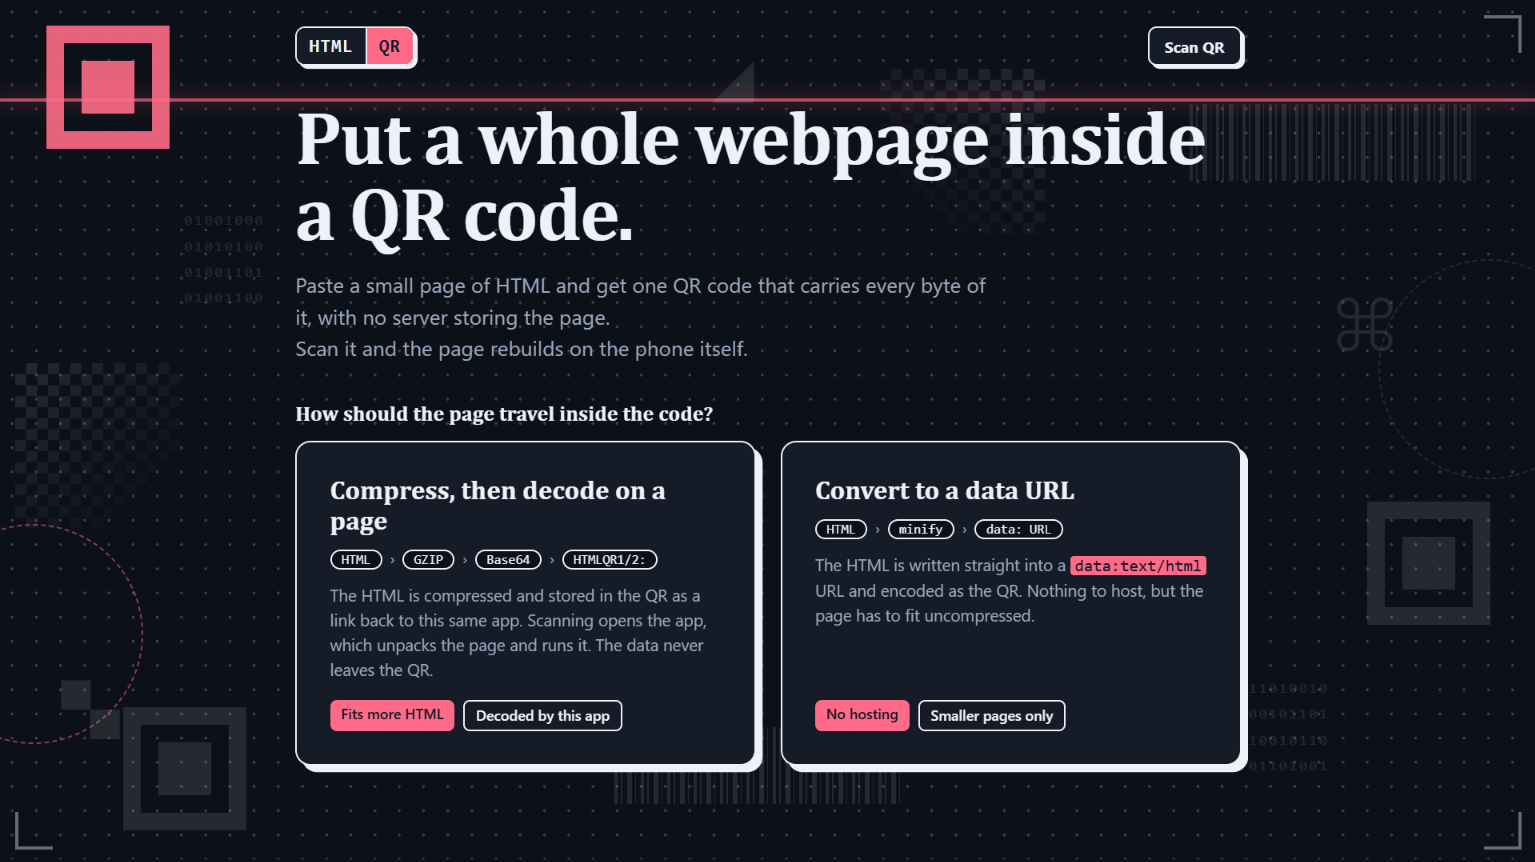 HTML QR
Scan QR
Put a whole webpage inside
a QR code.
Paste a small page of HTML and get one QR code that carries every byte of
it, with no server storing the page.
Scan it and the page rebuilds on the phone itself.
01001000
01010100
01001101
01001100
How should the page travel inside the code?
Compress, then decode on a
page
HTML › GZIP › Base64 › HTMLQR1/2:
The HTML is compressed and stored in the QR as a
link back to this same app. Scanning opens the app,
which unpacks the page and runs it. The data never
leaves the QR.
Fits more HTML
Decoded by this app
Convert to a data URL
HTML › minify › data: URL
The HTML is written straight into a data:text/html
URL and encoded as the QR. Nothing to host, but the
page has to fit uncompressed.
No hosting
Smaller pages only
⌘